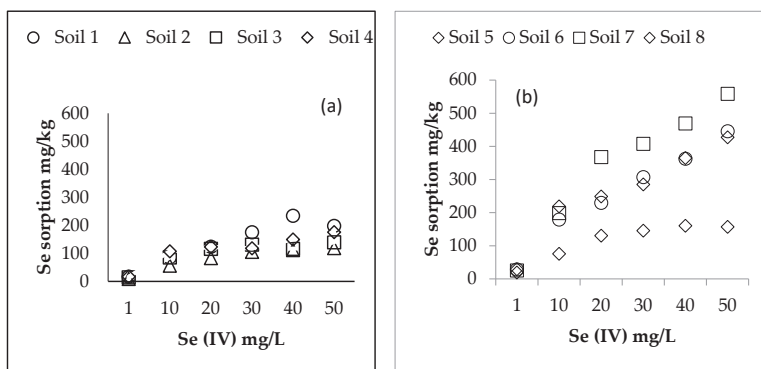 Soil 1 Soil 2 Soil 3 Soil 4
(a)
Se sorption mg/kg
600
500
400
300
200
100
0
1 10 20 30 40 50
Se (IV) mg/L
Soil 5 Soil 6 Soil 7 Soil 8
(b)
Se sorption mg/kg
600
500
400
300
200
100
0
1 10 20 30 40 50
Se (IV) mg/L